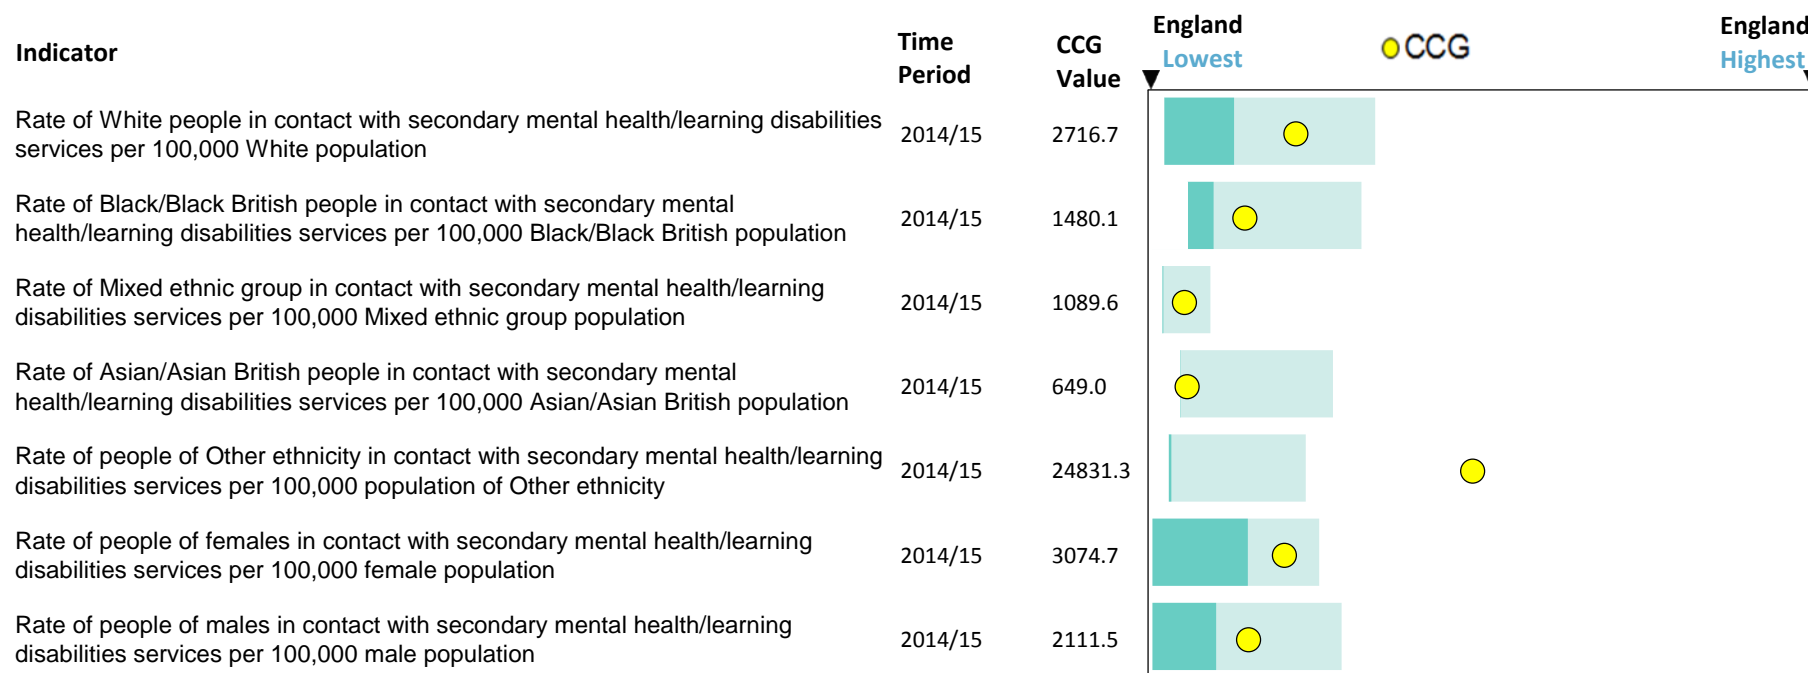 Indicator
Time
Period
CCG
Value
England
Lowest
CCG
England
Highest
Rate of White people in contact with secondary mental health/learning disabilities
services per 100,000 White population
2014/15
2716.7
Rate of Black/Black British people in contact with secondary mental
health/learning disabilities services per 100,000 Black/Black British population
2014/15
1480.1
Rate of Mixed ethnic group in contact with secondary mental health/learning
disabilities services per 100,000 Mixed ethnic group population
2014/15
1089.6
Rate of Asian/Asian British people in contact with secondary mental
health/learning disabilities services per 100,000 Asian/Asian British population
2014/15
649.0
Rate of people of Other ethnicity in contact with secondary mental health/learning
disabilities services per 100,000 population of Other ethnicity
2014/15
24831.3
Rate of people of females in contact with secondary mental health/learning
disabilities services per 100,000 female population
2014/15
3074.7
Rate of people of males in contact with secondary mental health/learning
disabilities services per 100,000 male population
2014/15
2111.5